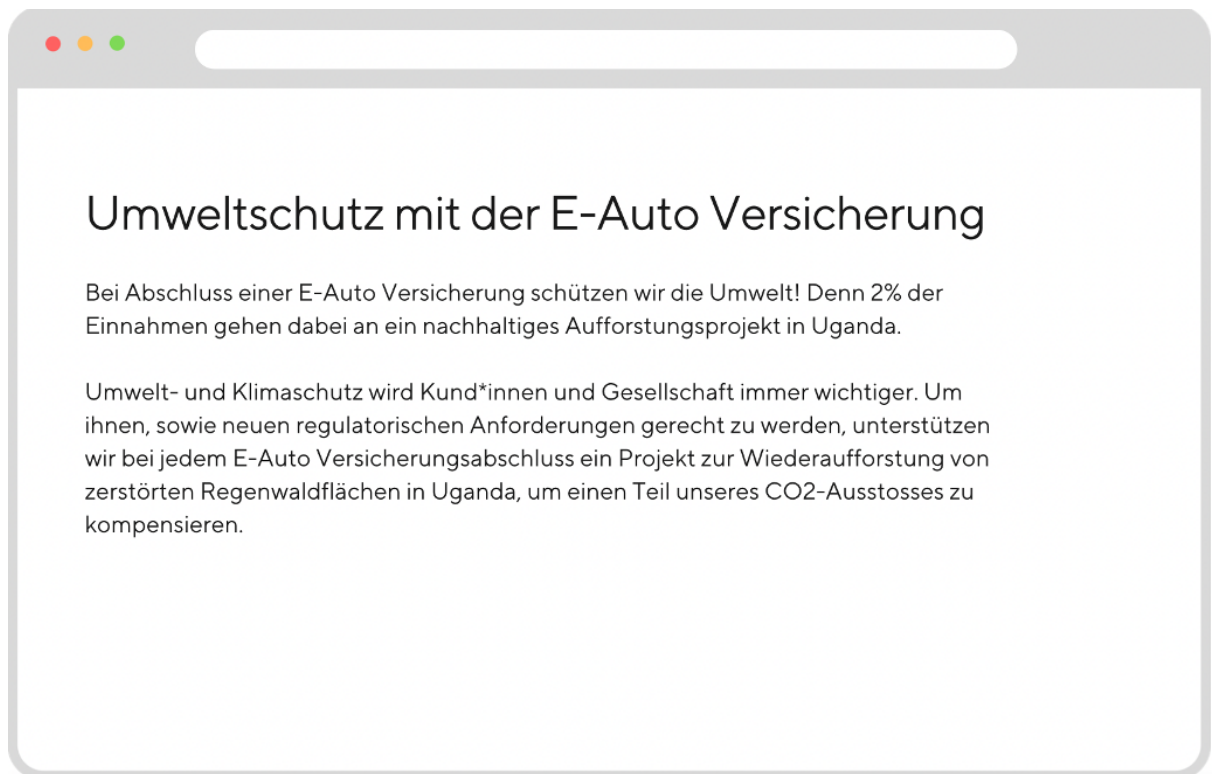 Umweltschutz mit der E-Auto Versicherung
Bei Abschluss einer E-Auto Versicherung schützen wir die Umwelt! Denn 2% der
Einnahmen gehen dabei an ein nachhaltiges Aufforstungsprojekt in Uganda.
Umwelt- und Klimaschutz wird Kund*innen und Gesellschaft immer wichtiger. Um
ihnen, sowie neuen regulatorischen Anforderungen gerecht zu werden, unterstützen
wir bei jedem E-Auto Versicherungsabschluss ein Projekt zur Wiederaufforstung von
zerstörten Regenwaldflächen in Uganda, um einen Teil unseres CO2-Ausstosses zu
kompensieren.